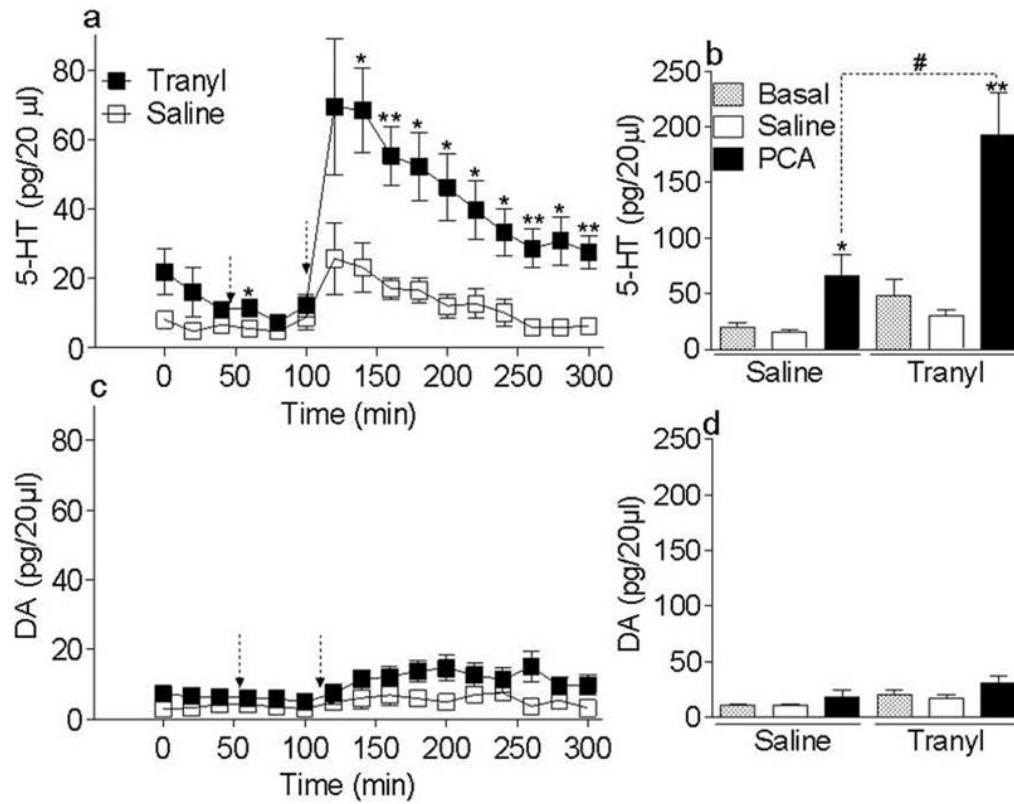 a
5-HT (pg/20 µl)
80
60
40
20
0
Tranyl
Saline
*
**
*
*
*
*
*
**
*
**
*
0
50
100
150
200
250
300
Time (min)
b
5-HT (pg/20µl)
250
200
150
100
50
0
Basal
Saline
PCA
#
*
**
Saline
Tranyl
c
DA (pg/20µl)
80
60
40
20
0
0
50
100
150
200
250
300
Time (min)
d
DA (pg/20µl)
250
200
150
100
50
0
Saline
Tranyl